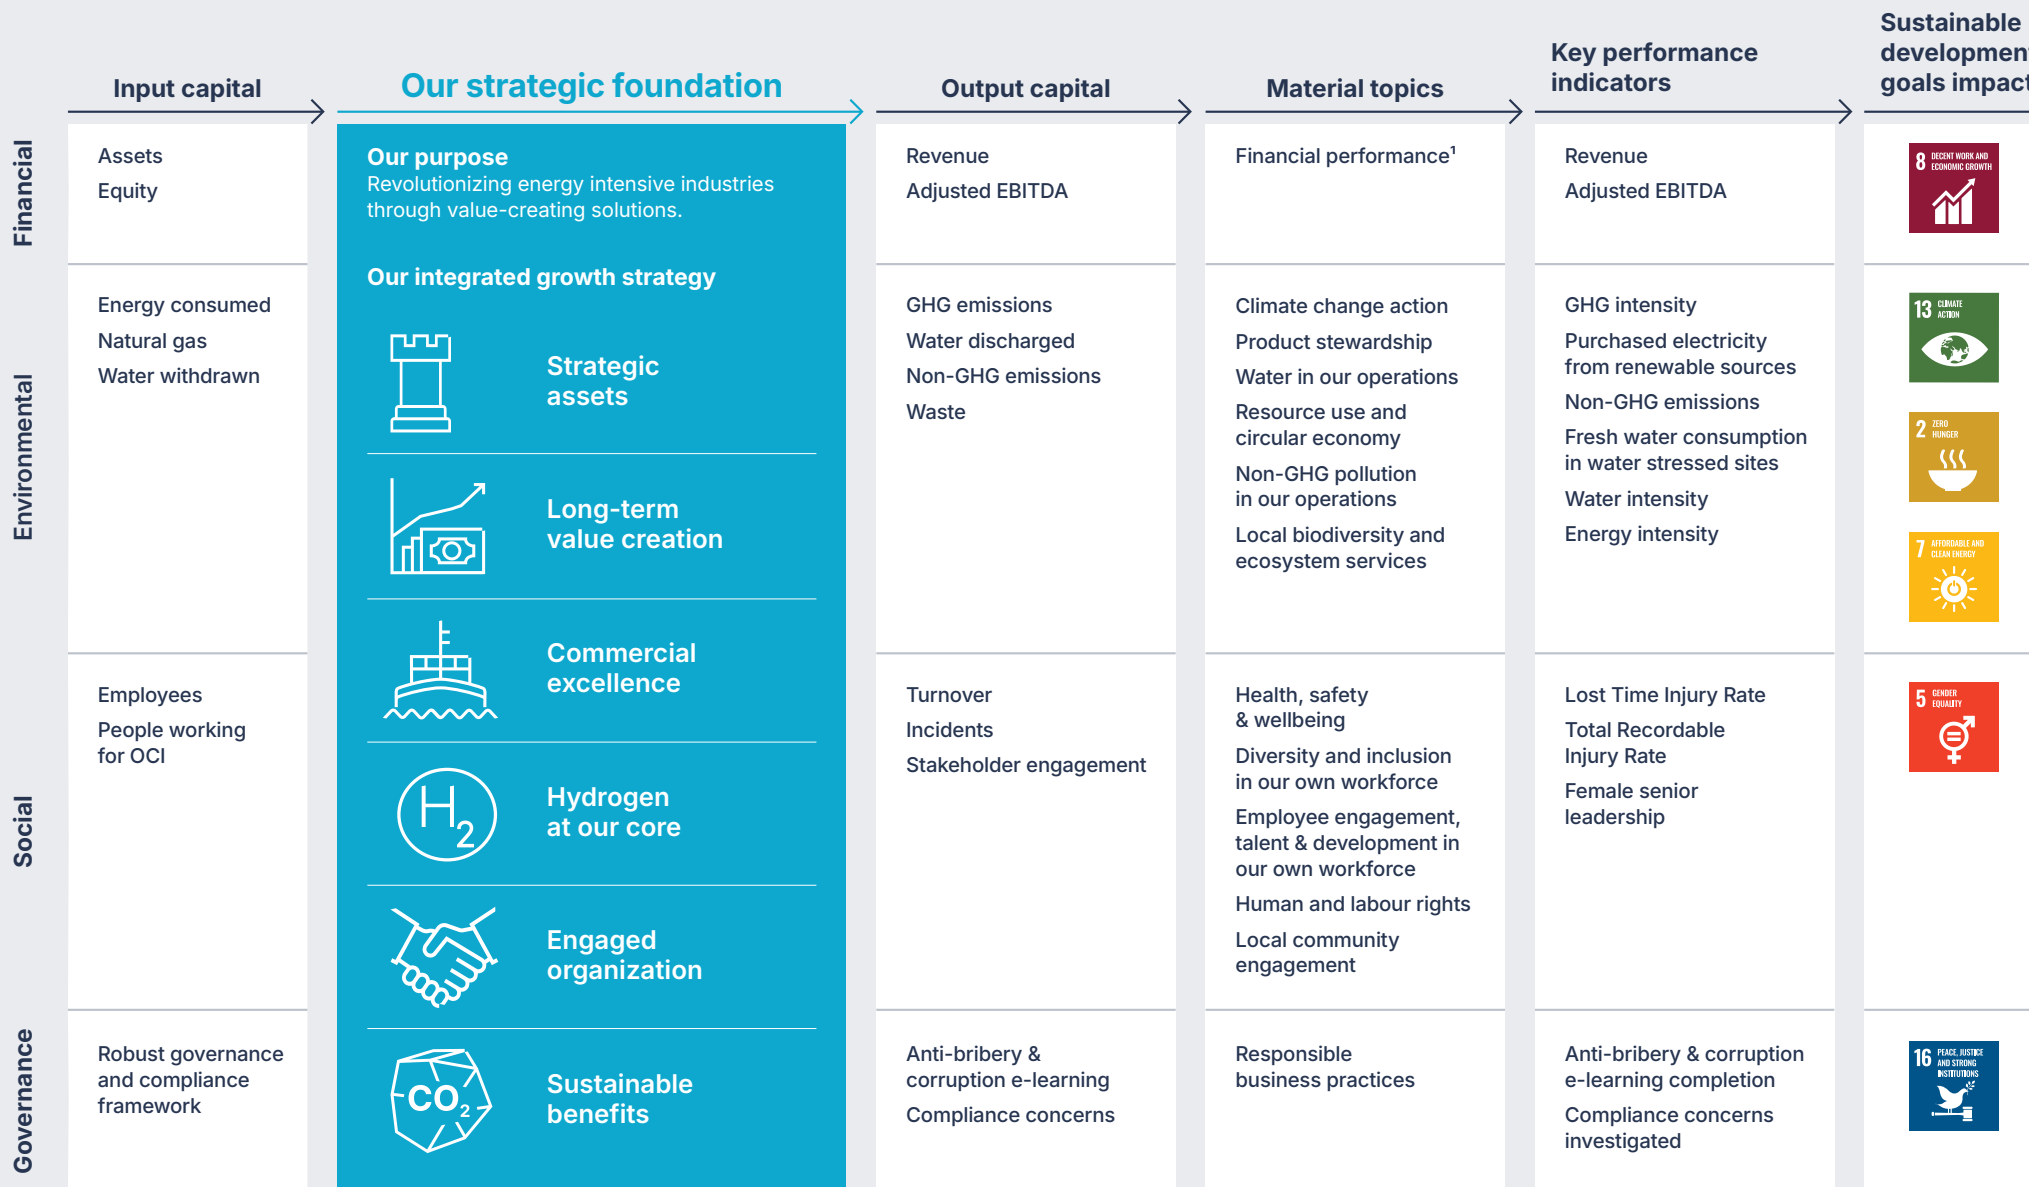 Input capital
Our strategic foundation
Output capital
Material topics
Key performance
indicators
Sustainable
development
goals impact
Financial
Assets
Equity
Our purpose
Revolutionizing energy intensive industries
through value-creating solutions.
Revenue
Adjusted EBITDA
Financial performance¹
Revenue
Adjusted EBITDA
8 DECENT WORK AND
ECONOMIC GROWTH
Environmental
Energy consumed
Natural gas
Water withdrawn
Our integrated growth strategy
Strategic
assets
Long-term
value creation
Commercial
excellence
Hydrogen
at our core
H2
Engaged
organization
Sustainable
benefits
CO2
GHG emissions
Water discharged
Non-GHG emissions
Waste
Climate change action
Product stewardship
Water in our operations
Resource use and
circular economy
Non-GHG pollution
in our operations
Local biodiversity and
ecosystem services
GHG intensity
Purchased electricity
from renewable sources
Non-GHG emissions
Fresh water consumption
in water stressed sites
Water intensity
Energy intensity
13 CLIMATE
ACTION
2 ZERO
HUNGER
7 AFFORDABLE AND
CLEAN ENERGY
Social
Employees
People working
for OCI
Turnover
Incidents
Stakeholder engagement
Health, safety
& wellbeing
Diversity and inclusion
in our own workforce
Employee engagement,
talent & development in
our own workforce
Human and labour rights
Local community
engagement
Lost Time Injury Rate
Total Recordable
Injury Rate
Female senior
leadership
5 GENDER
EQUALITY
Governance
Robust governance
and compliance
framework
Anti-bribery &
corruption e-learning
Compliance concerns
Responsible
business practices
Anti-bribery & corruption
e-learning completion
Compliance concerns
investigated
16 PEACE, JUSTICE
AND STRONG
INSTITUTIONS